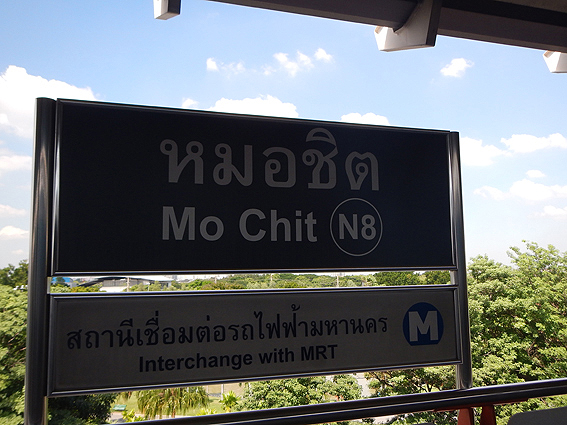 หมอชิต
Mo Chit N8
สถานีเชื่อมต่อรถไฟฟ้ามหานคร M
Interchange with MRT